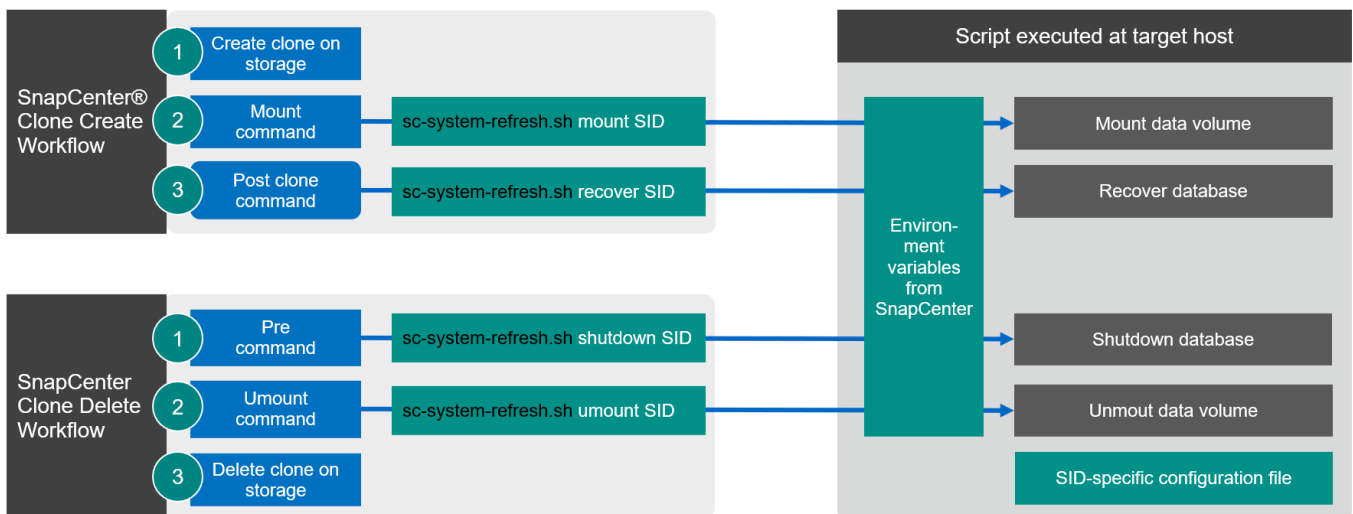 SnapCenter®
Clone Create
Workflow
1
Create clone on
storage
2
Mount
command
sc-system-refresh.sh mount SID
3
Post clone
command
sc-system-refresh.sh recover SID
SnapCenter
Clone Delete
Workflow
1
Pre
command
sc-system-refresh.sh shutdown SID
2
Umount
command
sc-system-refresh.sh umount SID
3
Delete clone on
storage
Script executed at target host
Environ-
ment
variables
from
SnapCenter
Mount data volume
Recover database
Shutdown database
Unmout data volume
SID-specific configuration file